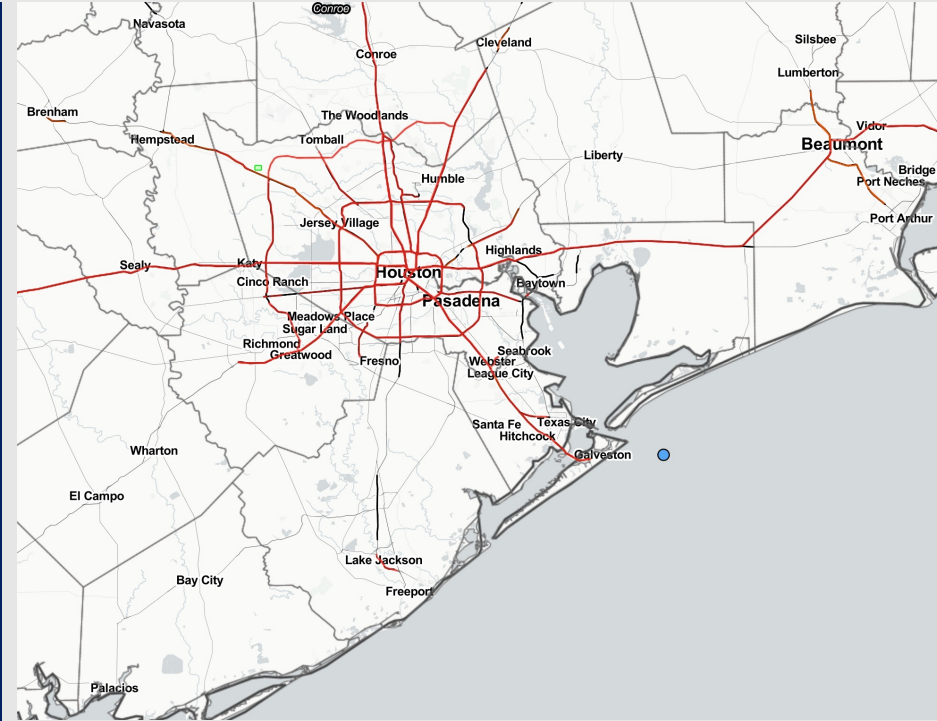 Conroe
Navasota
Silsbee
Cleveland
Conroe
Lumberton
Brenham
The Woodlands
Vidor
Hempstead
Tomball
Beaumont
Liberty
Bridge
Humble
Port Neches
Port Arthur
Jersey Village
Highlands
Sealy
Katy
Houston
Cinco Ranch
Baytown
Pasadena
Meadows Place
Sugar Land
Richmond
Seabrook
Greatwood
Fresno
Webster
League City
Santa Fe
Texas City
Hitchcock
Wharton
Galveston
El Campo
Lake Jackson
Bay City
Freeport
Palacios